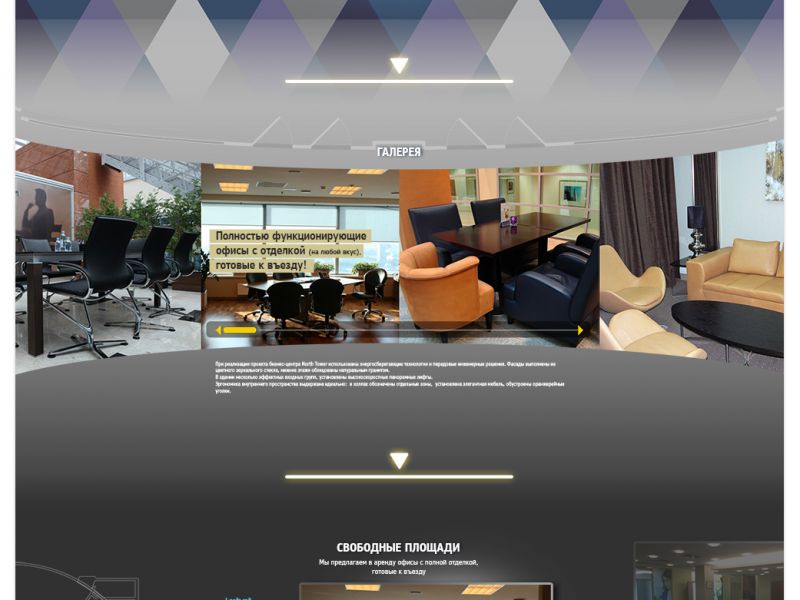 ГАЛЕРЕЯ
Полностью функционирующие
офисы с отделкой (на любой вкус),
готовые к въезду!
При реализации проекта бизнес-центра North Tower использованы энергосберегающие технологии и передовые инженерные решения. Фасады выполнены из
цветного зеркального стекла, нижние этажи облицованы натуральным гранитом.
В здании несколько эффектных входных групп, установлены высокоскоростные панорамные лифты.
Эргономика внутреннего пространства выдержана идеально: в холлах обозначены отдельные зоны, установлена элегантная мебель, обустроены оранжерейные
уголки.
СВОБОДНЫЕ ПЛОЩАДИ
Мы предлагаем в аренду офисы с полной отделкой,
готовые к въезду